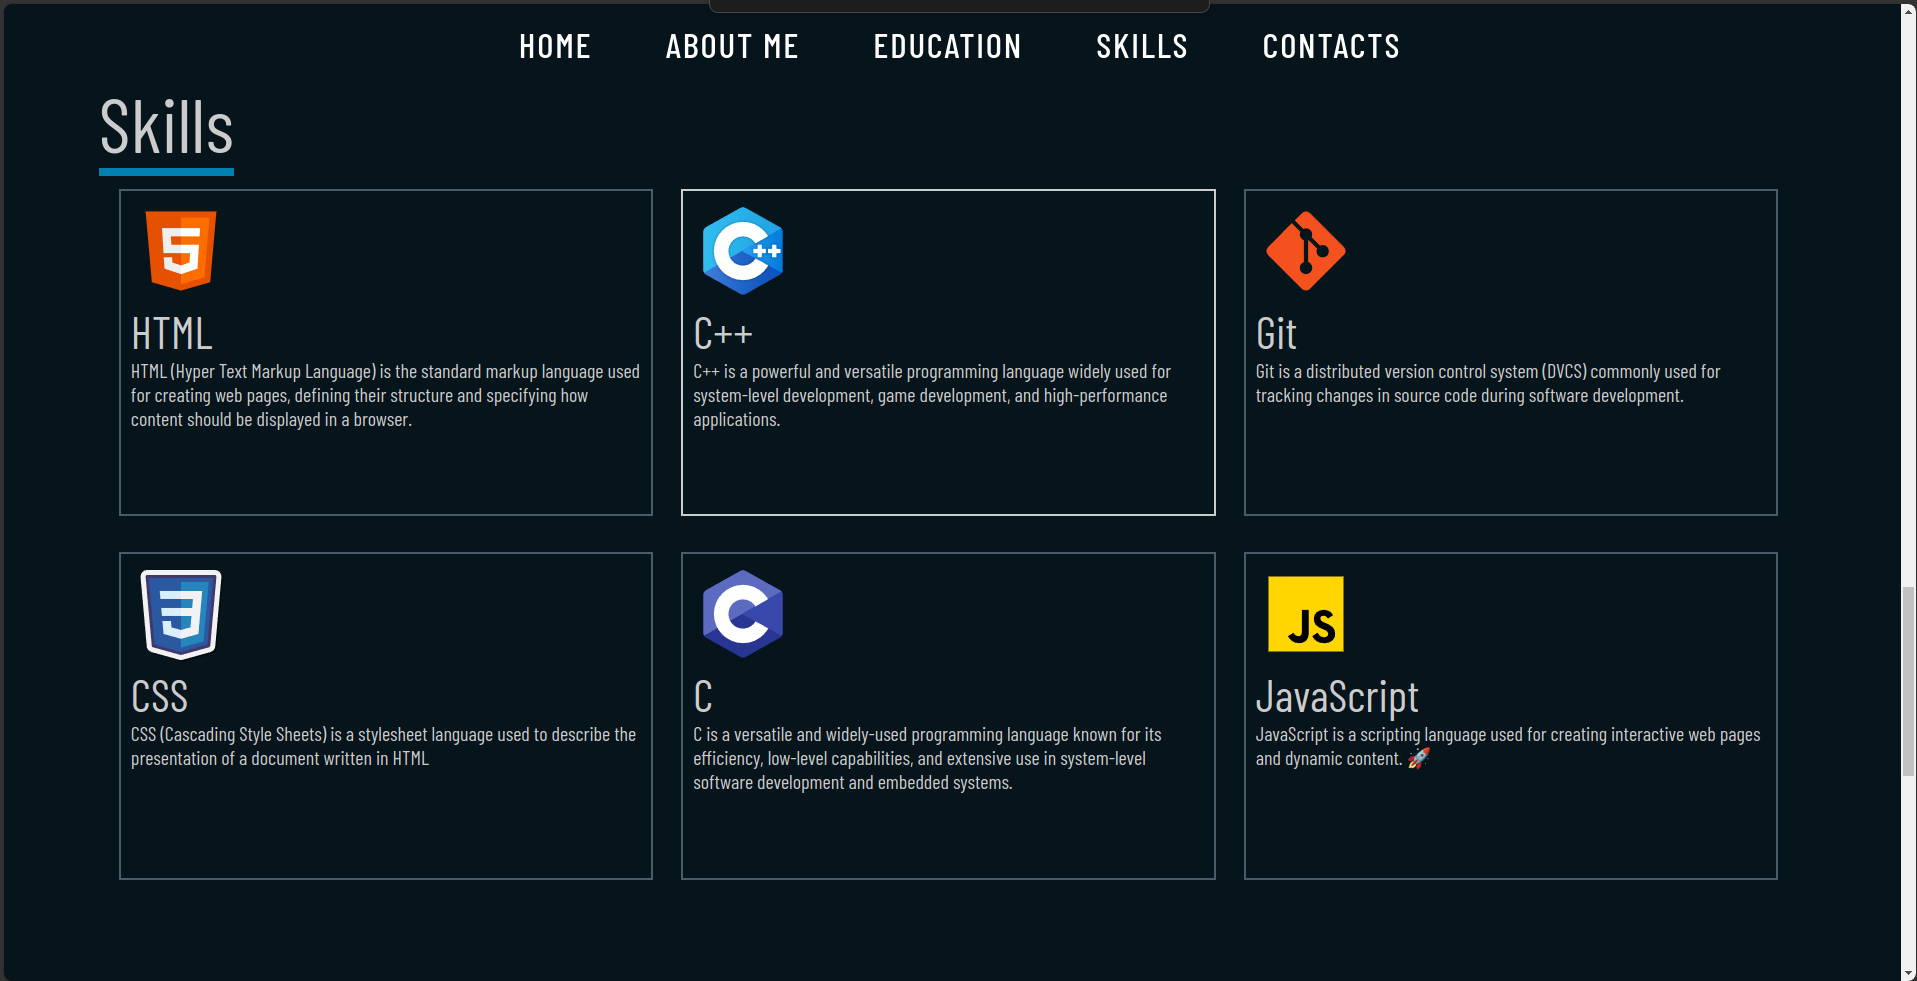 HOME ABOUT ME EDUCATION SKILLS CONTACTS
Skills
5
HTML
HTML (Hyper Text Markup Language) is the standard markup language used
for creating web pages, defining their structure and specifying how
content should be displayed in a browser.
C++
C++
C++ is a powerful and versatile programming language widely used for
system-level development, game development, and high-performance
applications.
Git
Git is a distributed version control system (DVCS) commonly used for
tracking changes in source code during software development.
3
CSS
CSS (Cascading Style Sheets) is a stylesheet language used to describe the
presentation of a document written in HTML
C
C
C is a versatile and widely-used programming language known for its
efficiency, low-level capabilities, and extensive use in system-level
software development and embedded systems.
JS
JavaScript
JavaScript is a scripting language used for creating interactive web pages
and dynamic content. 🚀